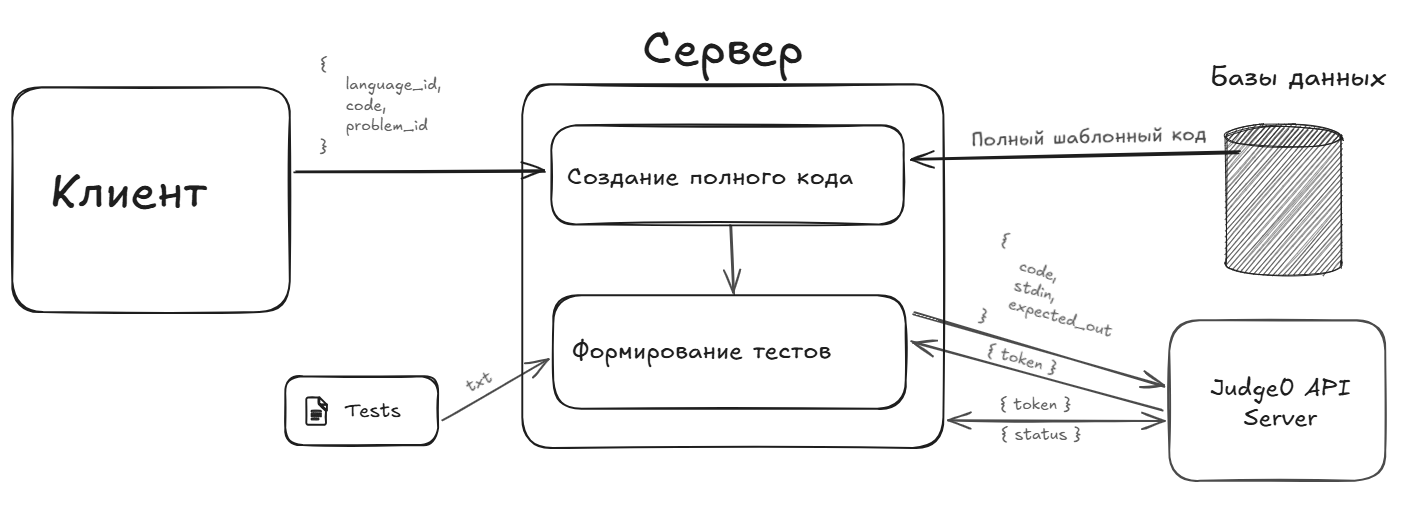 Сервер
Базы данных
{
language_id,
code,
problem_id
}
Клиент
Создание полного кода
Полный шаблонный код
{
code,
stdin,
expected_out
}
Формирование тестов
{ token }
txt
Tests
{ token }
{ status }
Judge0 API
Server